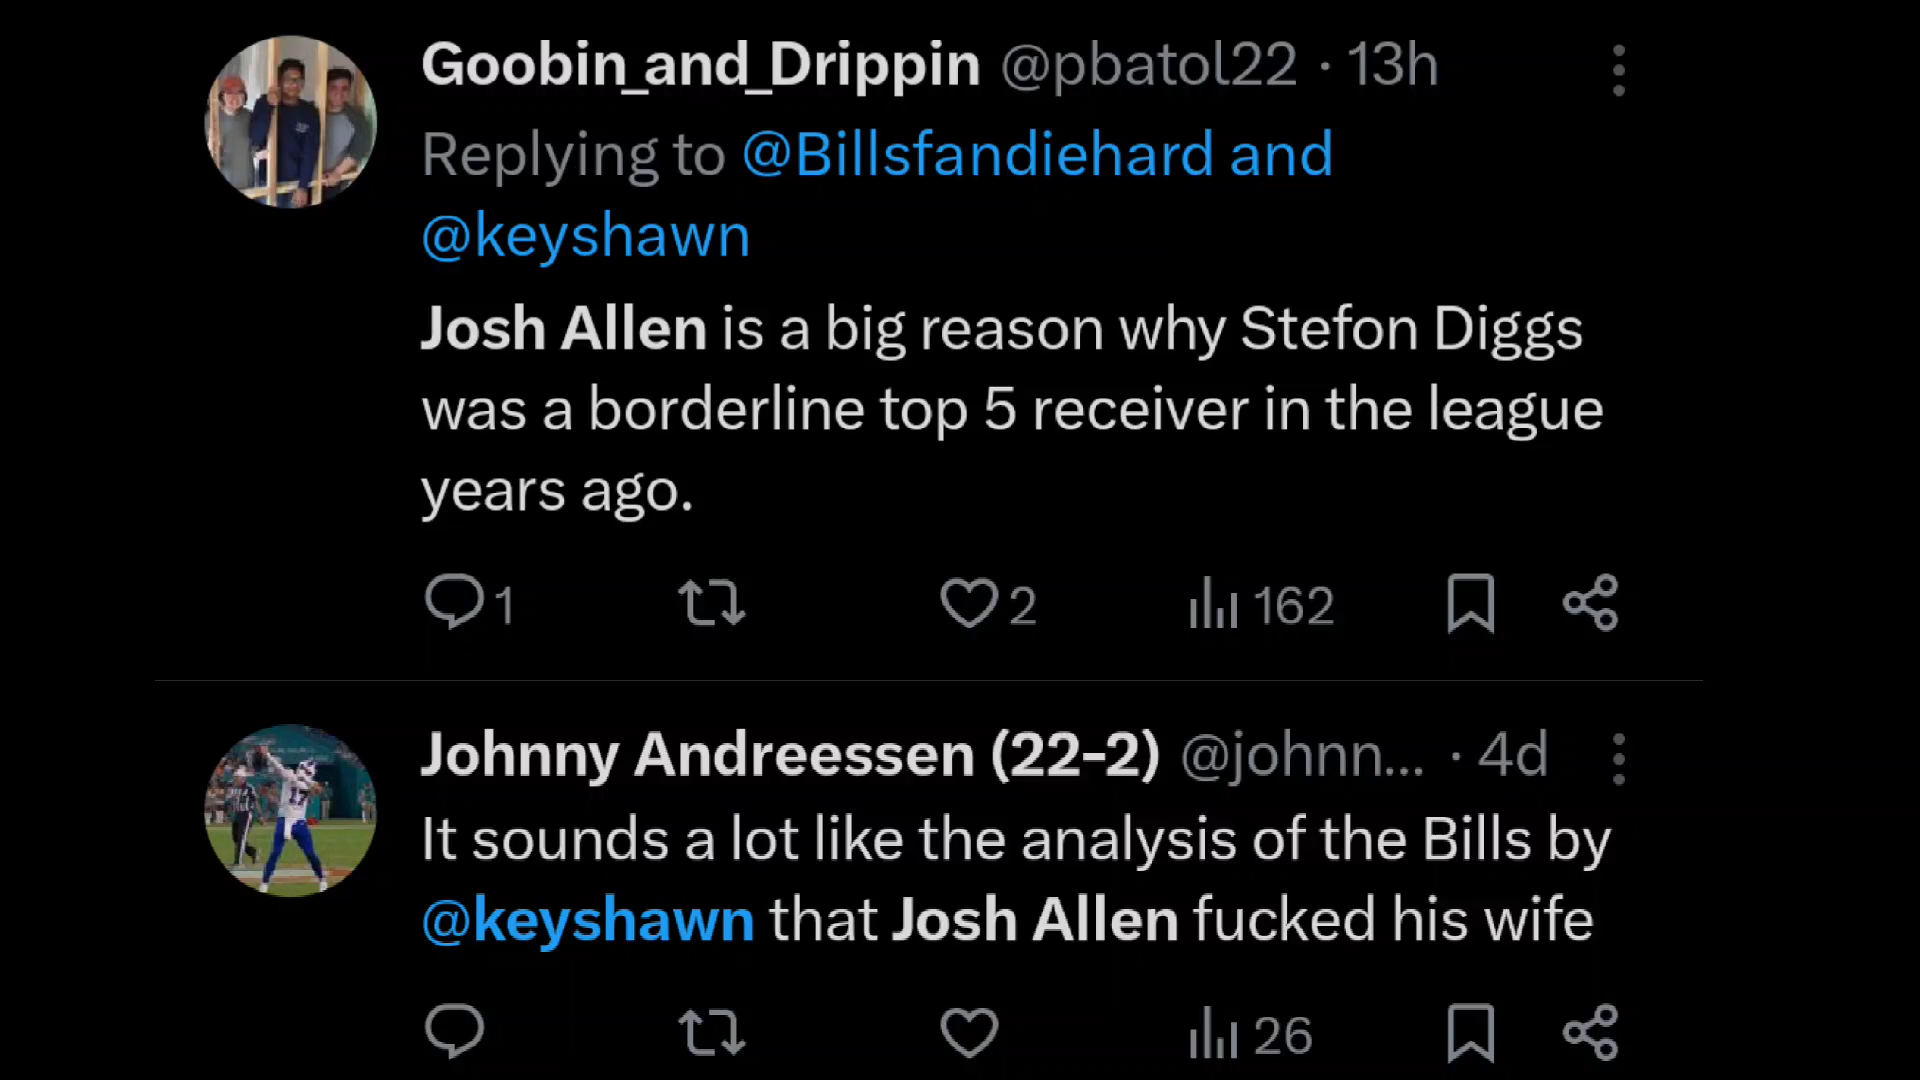 Goobin_and_Drippin @pbatol22 · 13h
Replying to @Billsfandiehard and
@keyshawn
Josh Allen is a big reason why Stefon Diggs
was a borderline top 5 receiver in the league
years ago.
1 2 162
Johnny Andreessen (22-2) @johnn... · 4d
It sounds a lot like the analysis of the Bills by
@keyshawn that Josh Allen fucked his wife
26
17